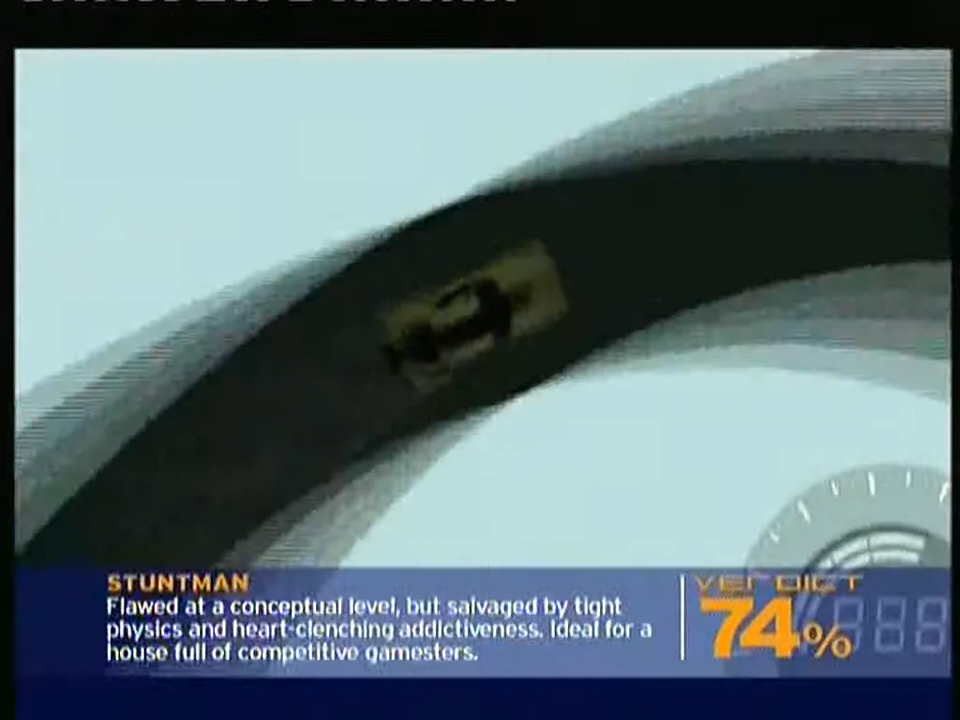 STUNTMAN
Flawed at a conceptual level, but salvaged by tight
physics and heart-clenching addictiveness. Ideal for a
house full of competitive gamesters.
VERDICT
74%
888